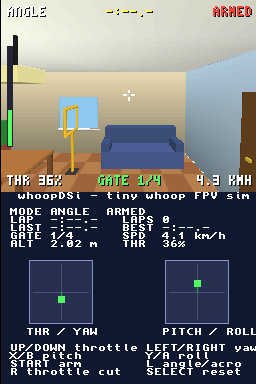 ANGLE -:--.- ARMED
THR 36% GATE 1/4 4.3 KMH
whoopDSi - tiny whoop FPV sim
MODE ANGLE ARMED
LAP -:--.- LAPS 0
LAST -:--.- BEST -:--.-
GATE 1/4 SPD 4.1 km/h
ALT 2.02 m THR 36%
THR / YAW PITCH / ROLL
UP/DOWN throttle LEFT/RIGHT yaw
X/B pitch Y/A roll
START arm L angle/acro
R throttle cut SELECT reset